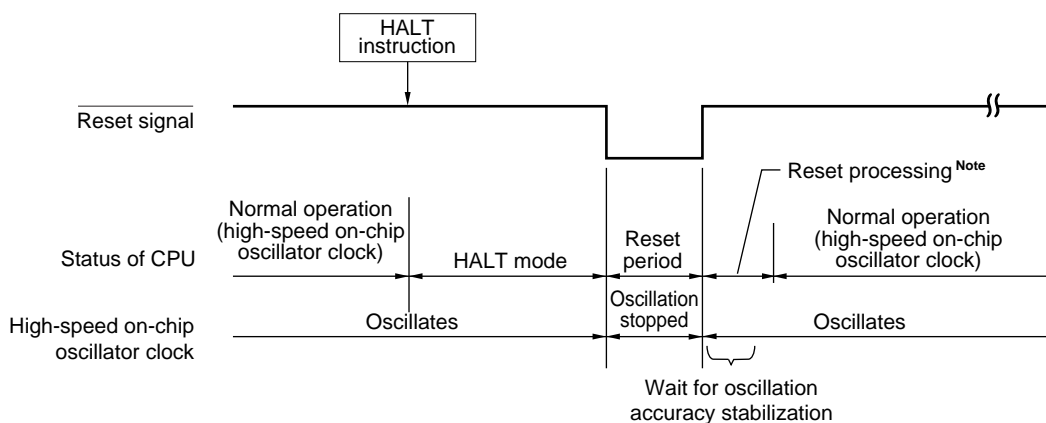 HALT
instruction
Reset signal
Reset processing Note
Normal operation
(high-speed on-chip
oscillator clock)
Status of CPU
HALT mode
Reset
period
Normal operation
(high-speed on-chip
oscillator clock)
High-speed on-chip
oscillator clock
Oscillates
Oscillation
stopped
Oscillates
Wait for oscillation
accuracy stabilization